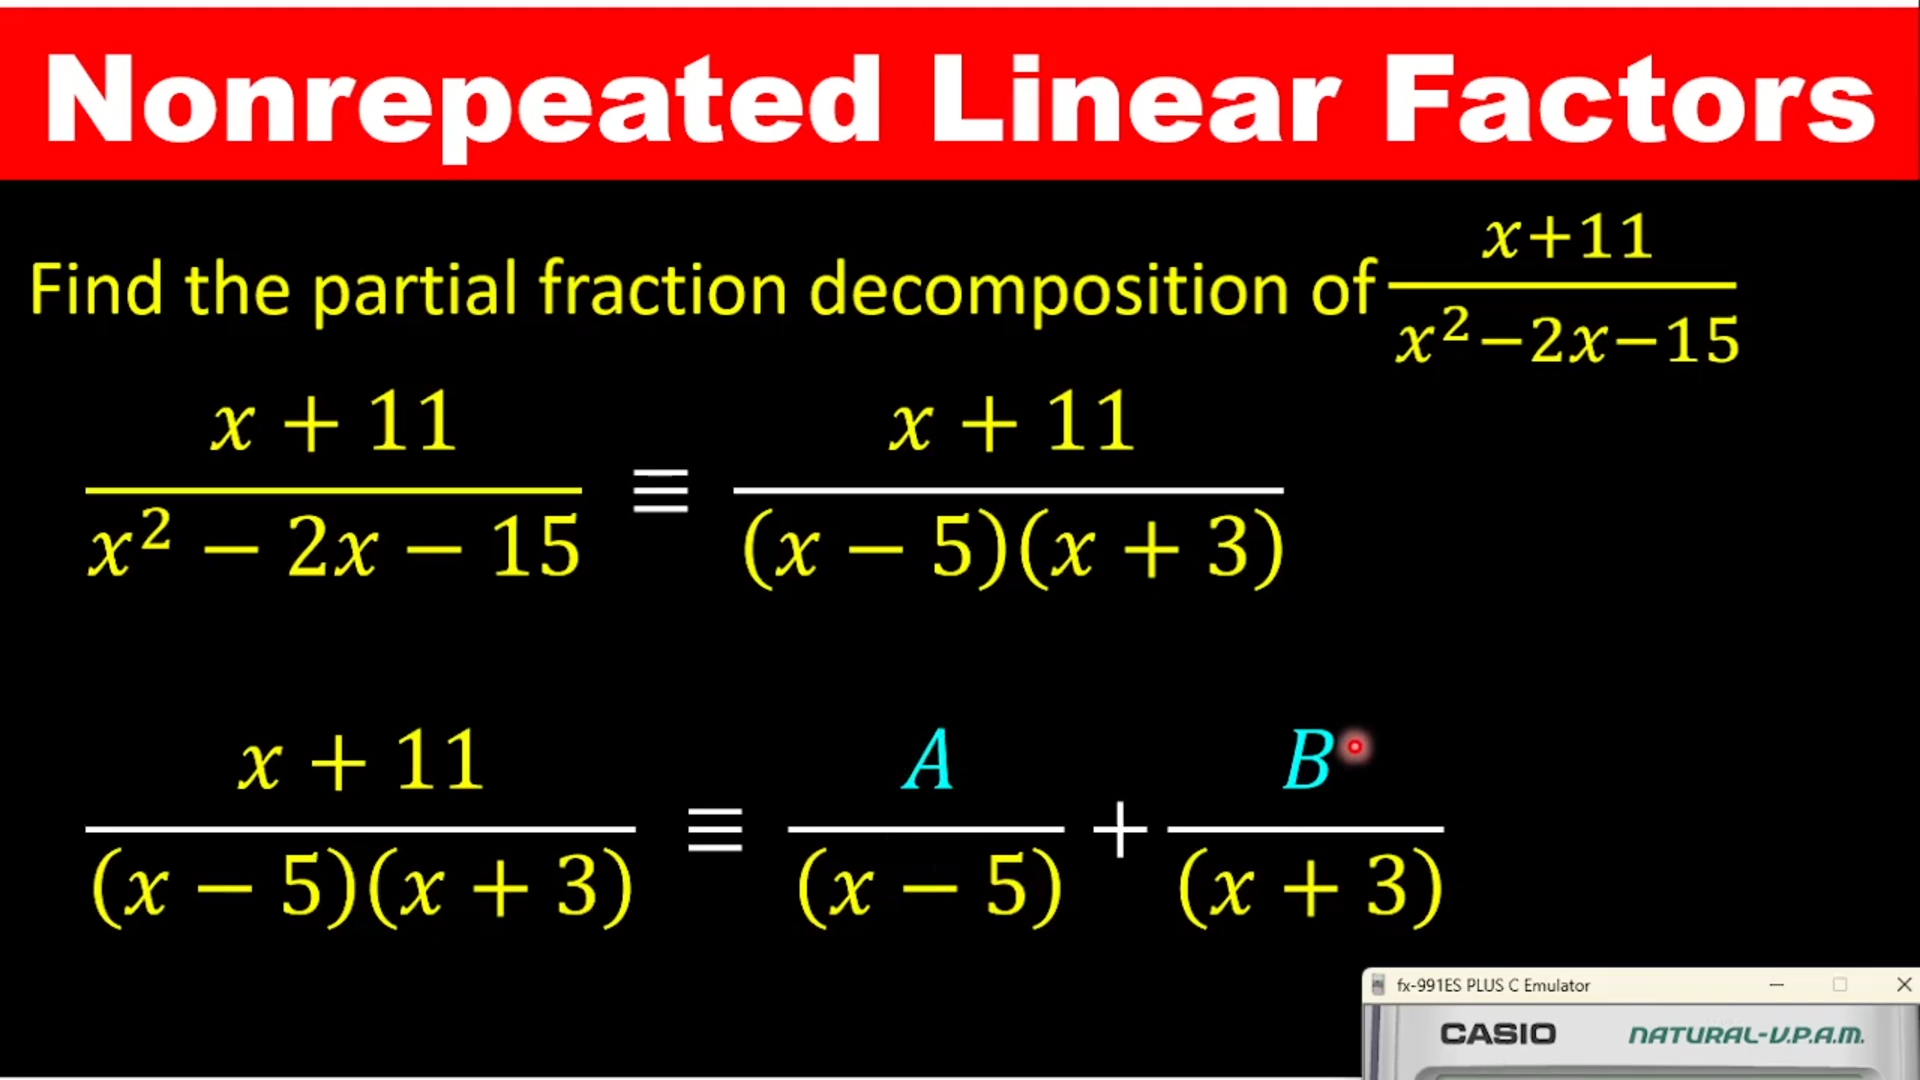 Nonrepeated Linear Factors
Find the partial fraction decomposition of x+11 / x²−2x−15
x + 11 / x² − 2x − 15 ≡ x + 11 / (x − 5)(x + 3)
x + 11 / (x − 5)(x + 3) ≡ A / (x − 5) + B / (x + 3)
fx-991ES PLUS C Emulator
CASIO NATURAL-V.P.A.M.